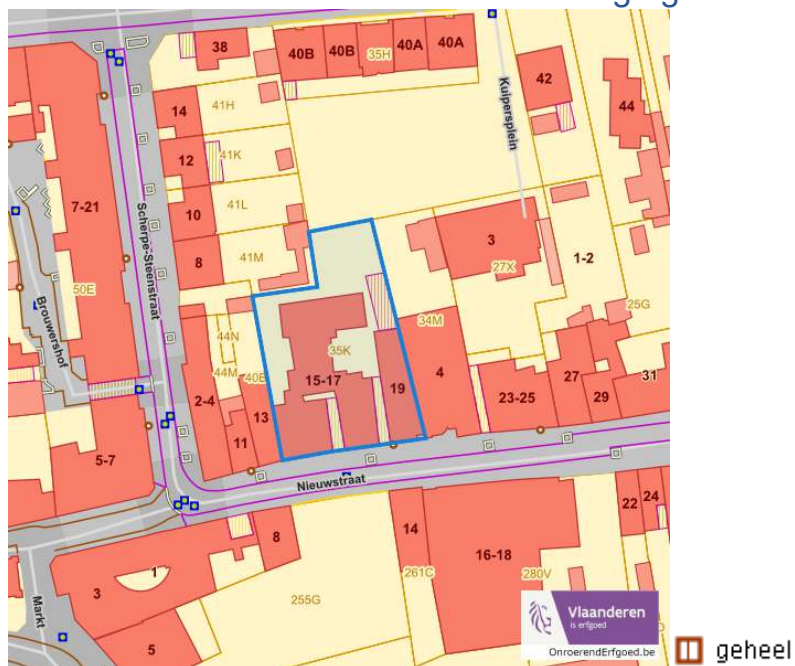 38
40B
40B
35H
40A
40A
Kuipersplein
42
44
14
41H
12
41K
7-21
10
41L
Scherpe-Steenstraat
8
41M
3
27X
1-2
50E
Brouwershof
25G
44N
34M
35K
44M
40E
15-17
19
4
2-4
13
11
23-25
27
29
31
5-7
Nieuwstraat
22
24
8
14
16-18
1
3
261C
280V
255G
Markt
5
Vlaanderen
is erfgoed
OnroerendErfgoed.be
geheel